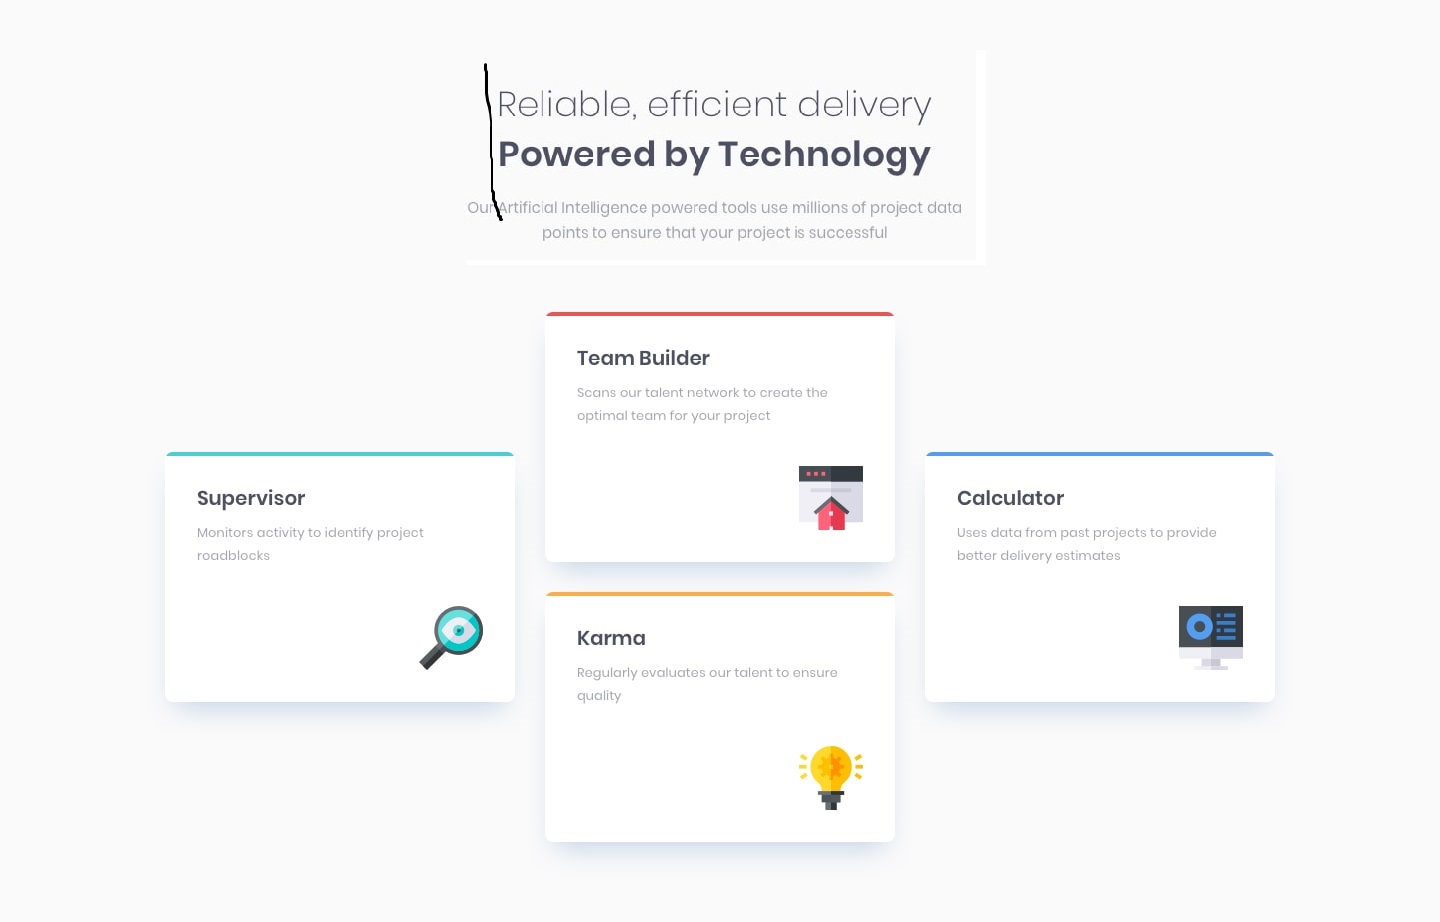 Reliable, efficient delivery
Powered by Technology
Our Artificial Intelligence powered tools use millions of project data
points to ensure that your project is successful
Team Builder
Scans our talent network to create the
optimal team for your project
Supervisor
Monitors activity to identify project
roadblocks
Calculator
Uses data from past projects to provide
better delivery estimates
Karma
Regularly evaluates our talent to ensure
quality